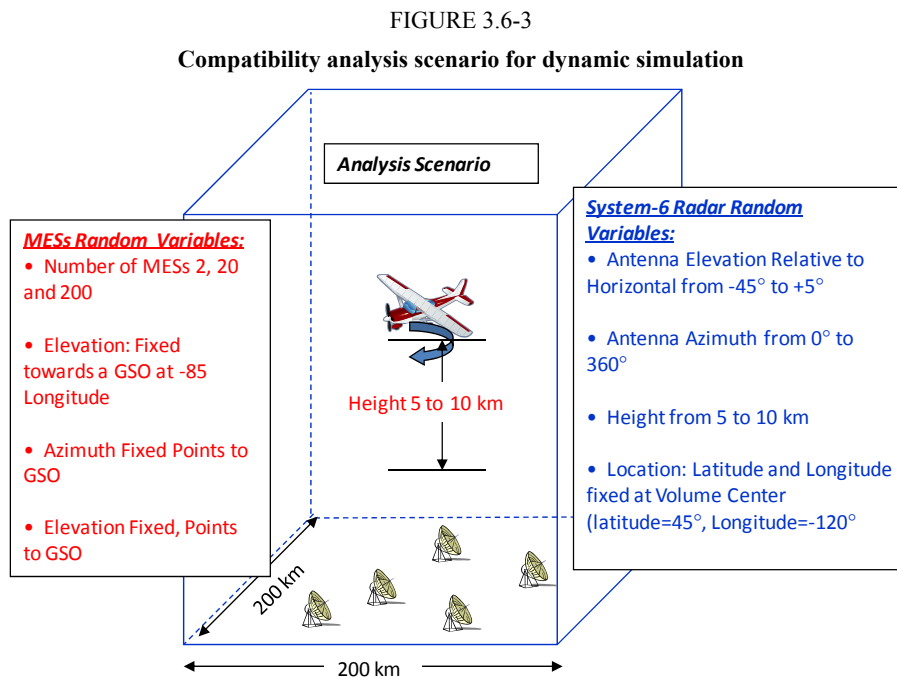 FIGURE 3.6-3
Compatibility analysis scenario for dynamic simulation
Analysis Scenario
MESs Random Variables:
• Number of MESs 2, 20
and 200
• Elevation: Fixed
towards a GSO at -85
Longitude
• Azimuth Fixed Points to
GSO
• Elevation Fixed, Points
to GSO
Height 5 to 10 km
System-6 Radar Random
Variables:
• Antenna Elevation Relative to
Horizontal from -45° to +5°
• Antenna Azimuth from 0° to
360°
• Height from 5 to 10 km
• Location: Latitude and Longitude
fixed at Volume Center
(latitude=45°, Longitude=-120°
200 km
200 km